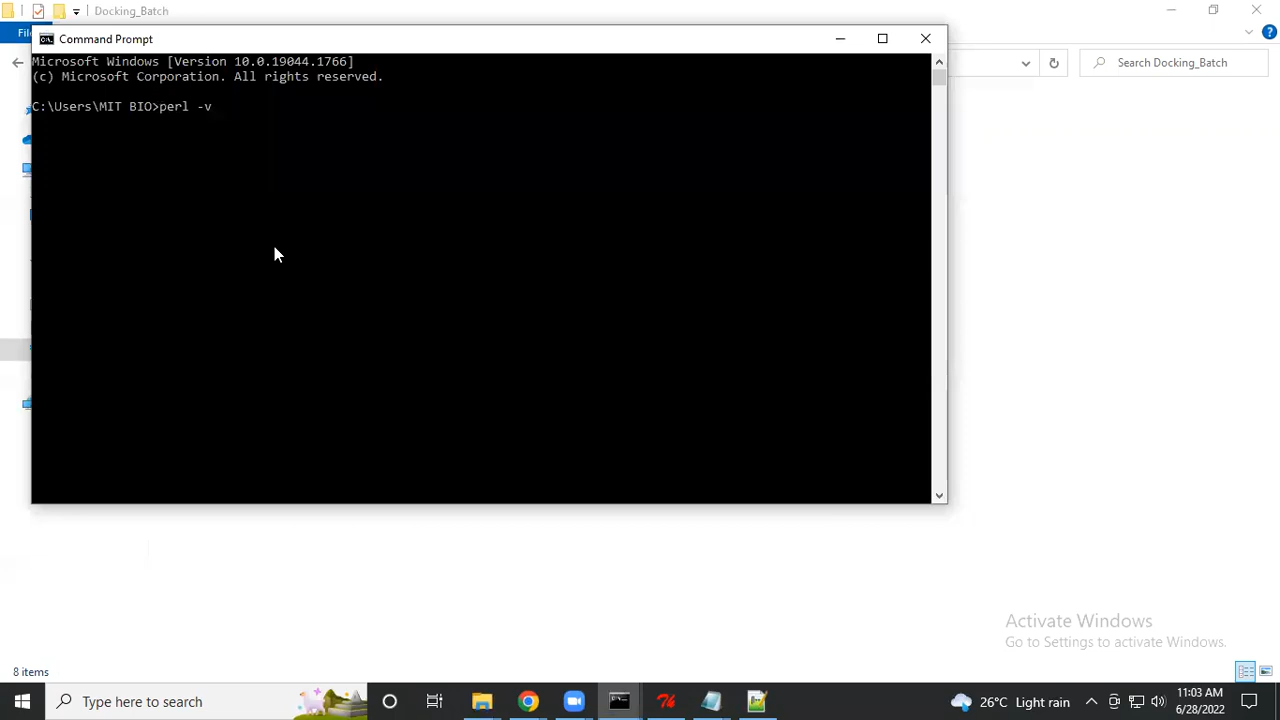 Docking_Batch
Fil
Command Prompt
Search Docking_Batch
Microsoft Windows [Version 10.0.19044.1766]
(c) Microsoft Corporation. All rights reserved.
C:\Users\MIT BIO>perl -v
Activate Windows
Go to Settings to activate Windows.
8 items
Type here to search
26°C Light rain
11:03 AM
6/28/2022